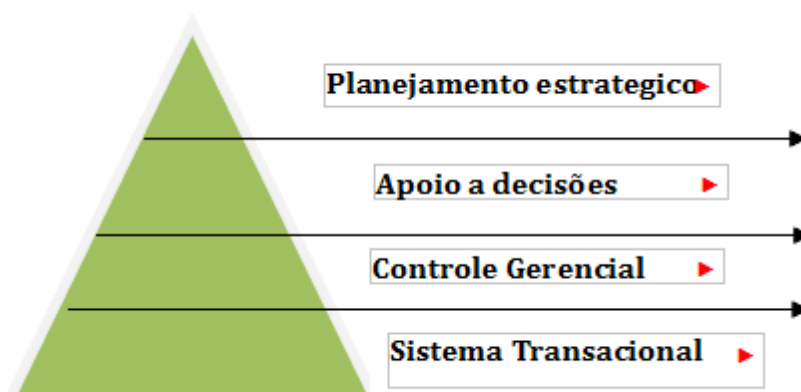 Planejamento estrategico
Apoio a decisões
Controle Gerencial
Sistema Transacional